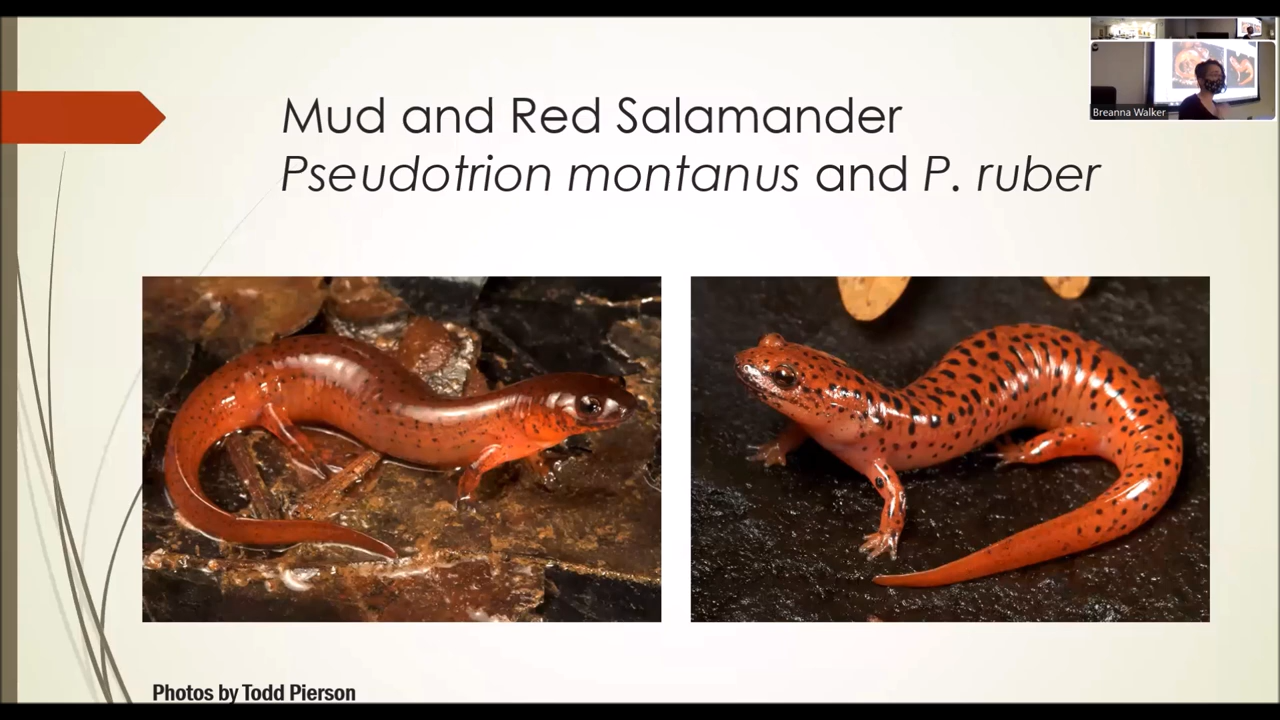 Mud and Red Salamander
Pseudotrion montanus and P. ruber
Breanna Walker
Photos by Todd Pierson